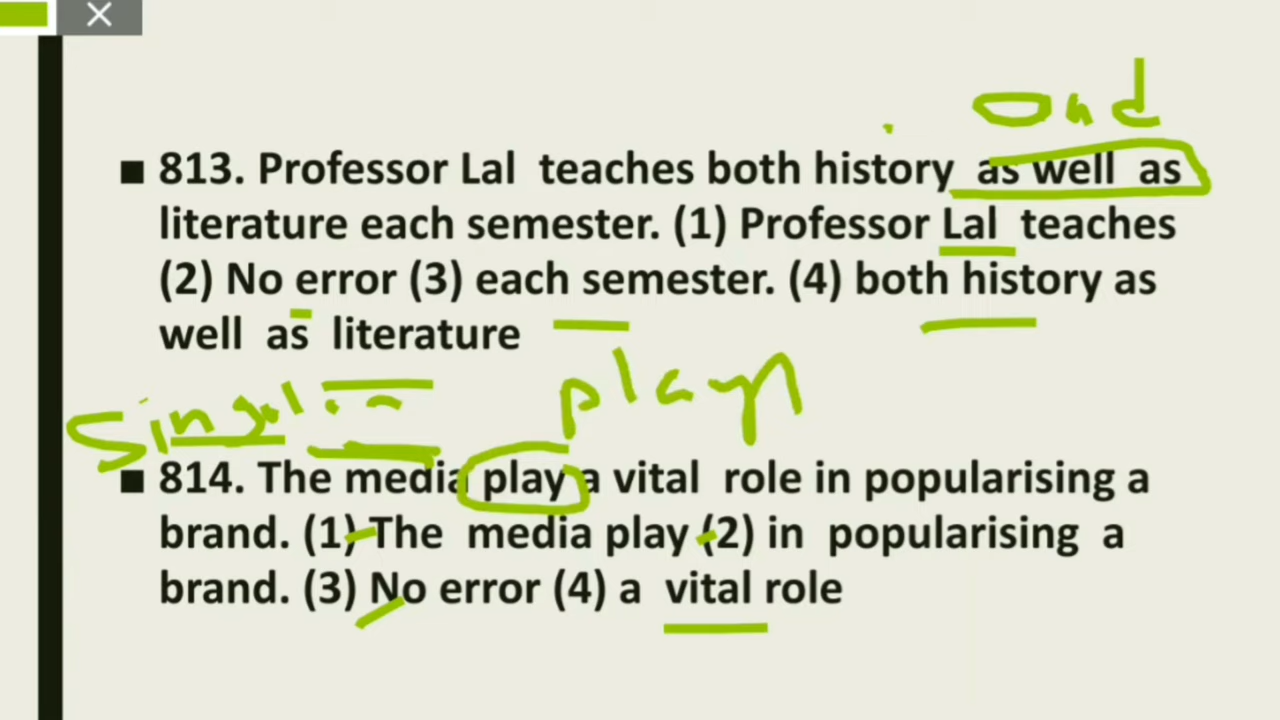 and
813. Professor Lal teaches both history as well as
literature each semester. (1) Professor Lal teaches
(2) No error (3) each semester. (4) both history as
well as literature
plays
814. The media play a vital role in popularising a
brand. (1) The media play (2) in popularising a
brand. (3) No error (4) a vital role